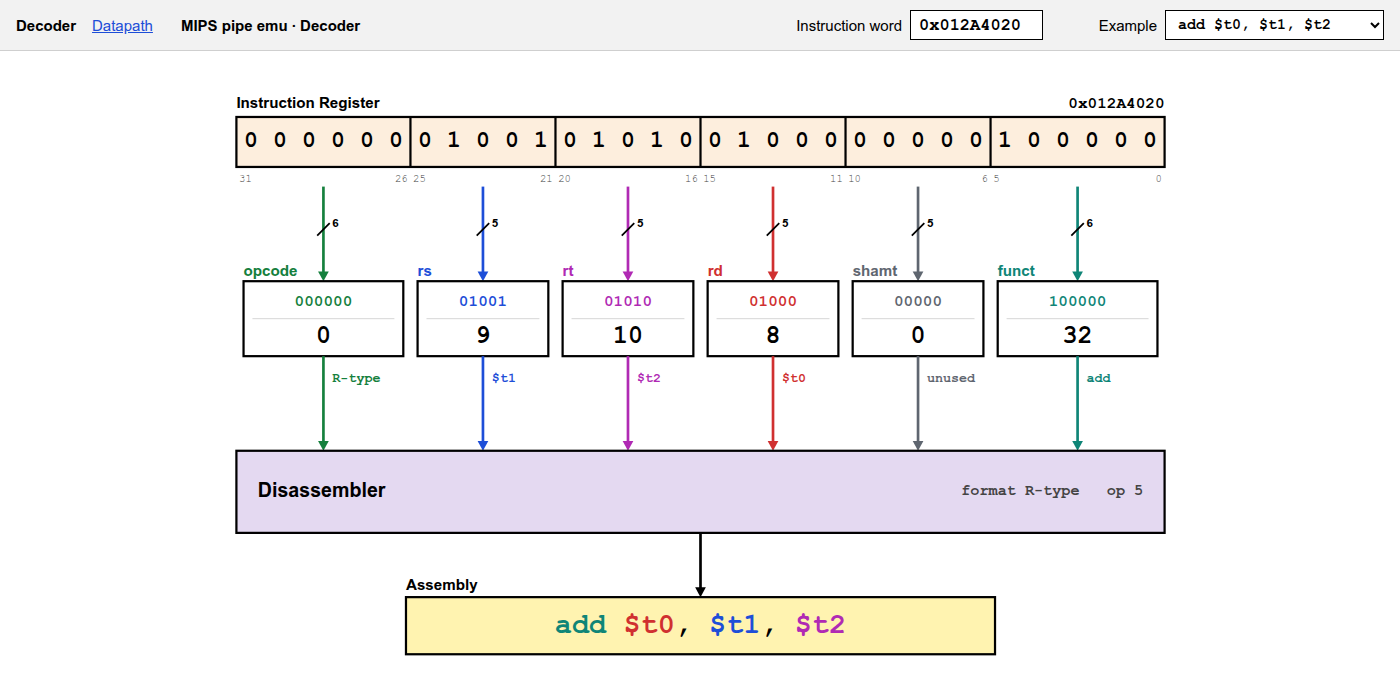 Decoder Datapath MIPS pipe emu · Decoder Instruction word 0x012A4020 Example add $t0, $t1, $t2
Instruction Register 0x012A4020
0 0 0 0 0 0 0 1 0 0 1 0 1 0 1 0 0 1 0 0 0 0 0 0 0 0 1 0 0 0 0 0
31 26 25 21 20 16 15 11 10 6 5 0
6 5 5 5 5 6
opcode rs rt rd shamt funct
000000 01001 01010 01000 00000 100000
0 9 10 8 0 32
R-type $t1 $t2 $t0 unused add
Disassembler format R-type op 5
Assembly
add $t0, $t1, $t2